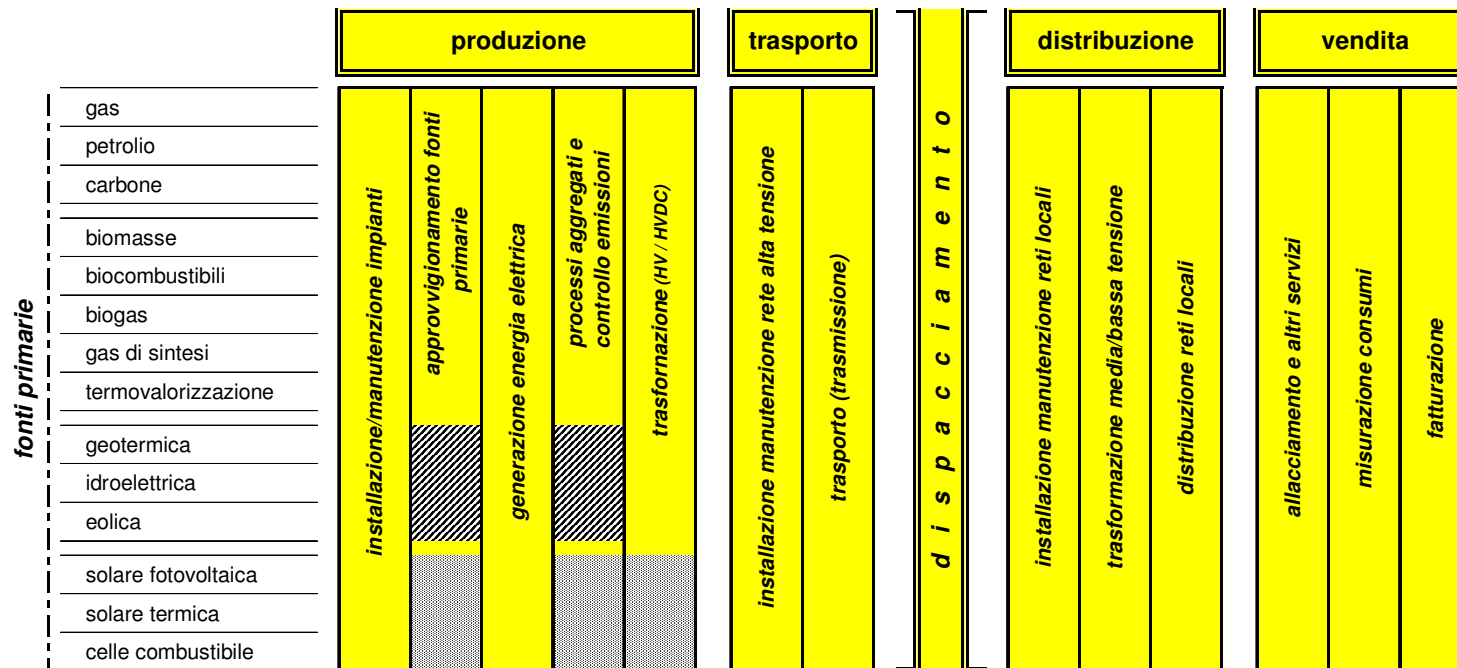 produzione
trasporto
distribuzione
vendita
fonti primarie
gas
petrolio
carbone
biomasse
biocombustibili
biogas
gas di sintesi
termovalorizzazione
geotermica
idroelettrica
eolica
solare fotovoltaica
solare termica
celle combustibile
installazione/manutenzione impianti
approvvigionamento fonti
primarie
generazione energia elettrica
processi aggregati e
controllo emissioni
trasfornazione (HV / HVDC)
installazione manutenzione rete alta tensione
trasporto (trasmissione)
dispacciamento
installazione manutenzione reti locali
trasformazione media/bassa tensione
distribuzione reti locali
allacciamento e altri servizi
misurazione consumi
fatturazione